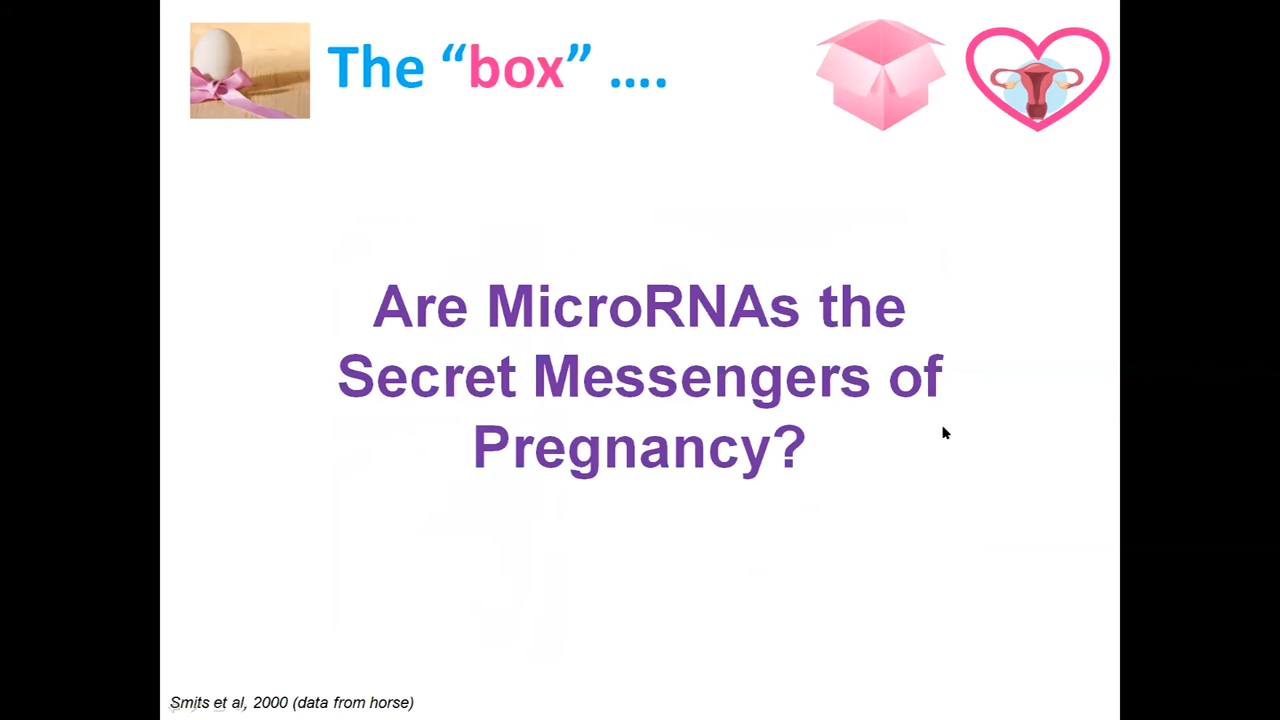 The “box” ....
Are MicroRNAs the
Secret Messengers of
Pregnancy?
Smits et al, 2000 (data from horse)